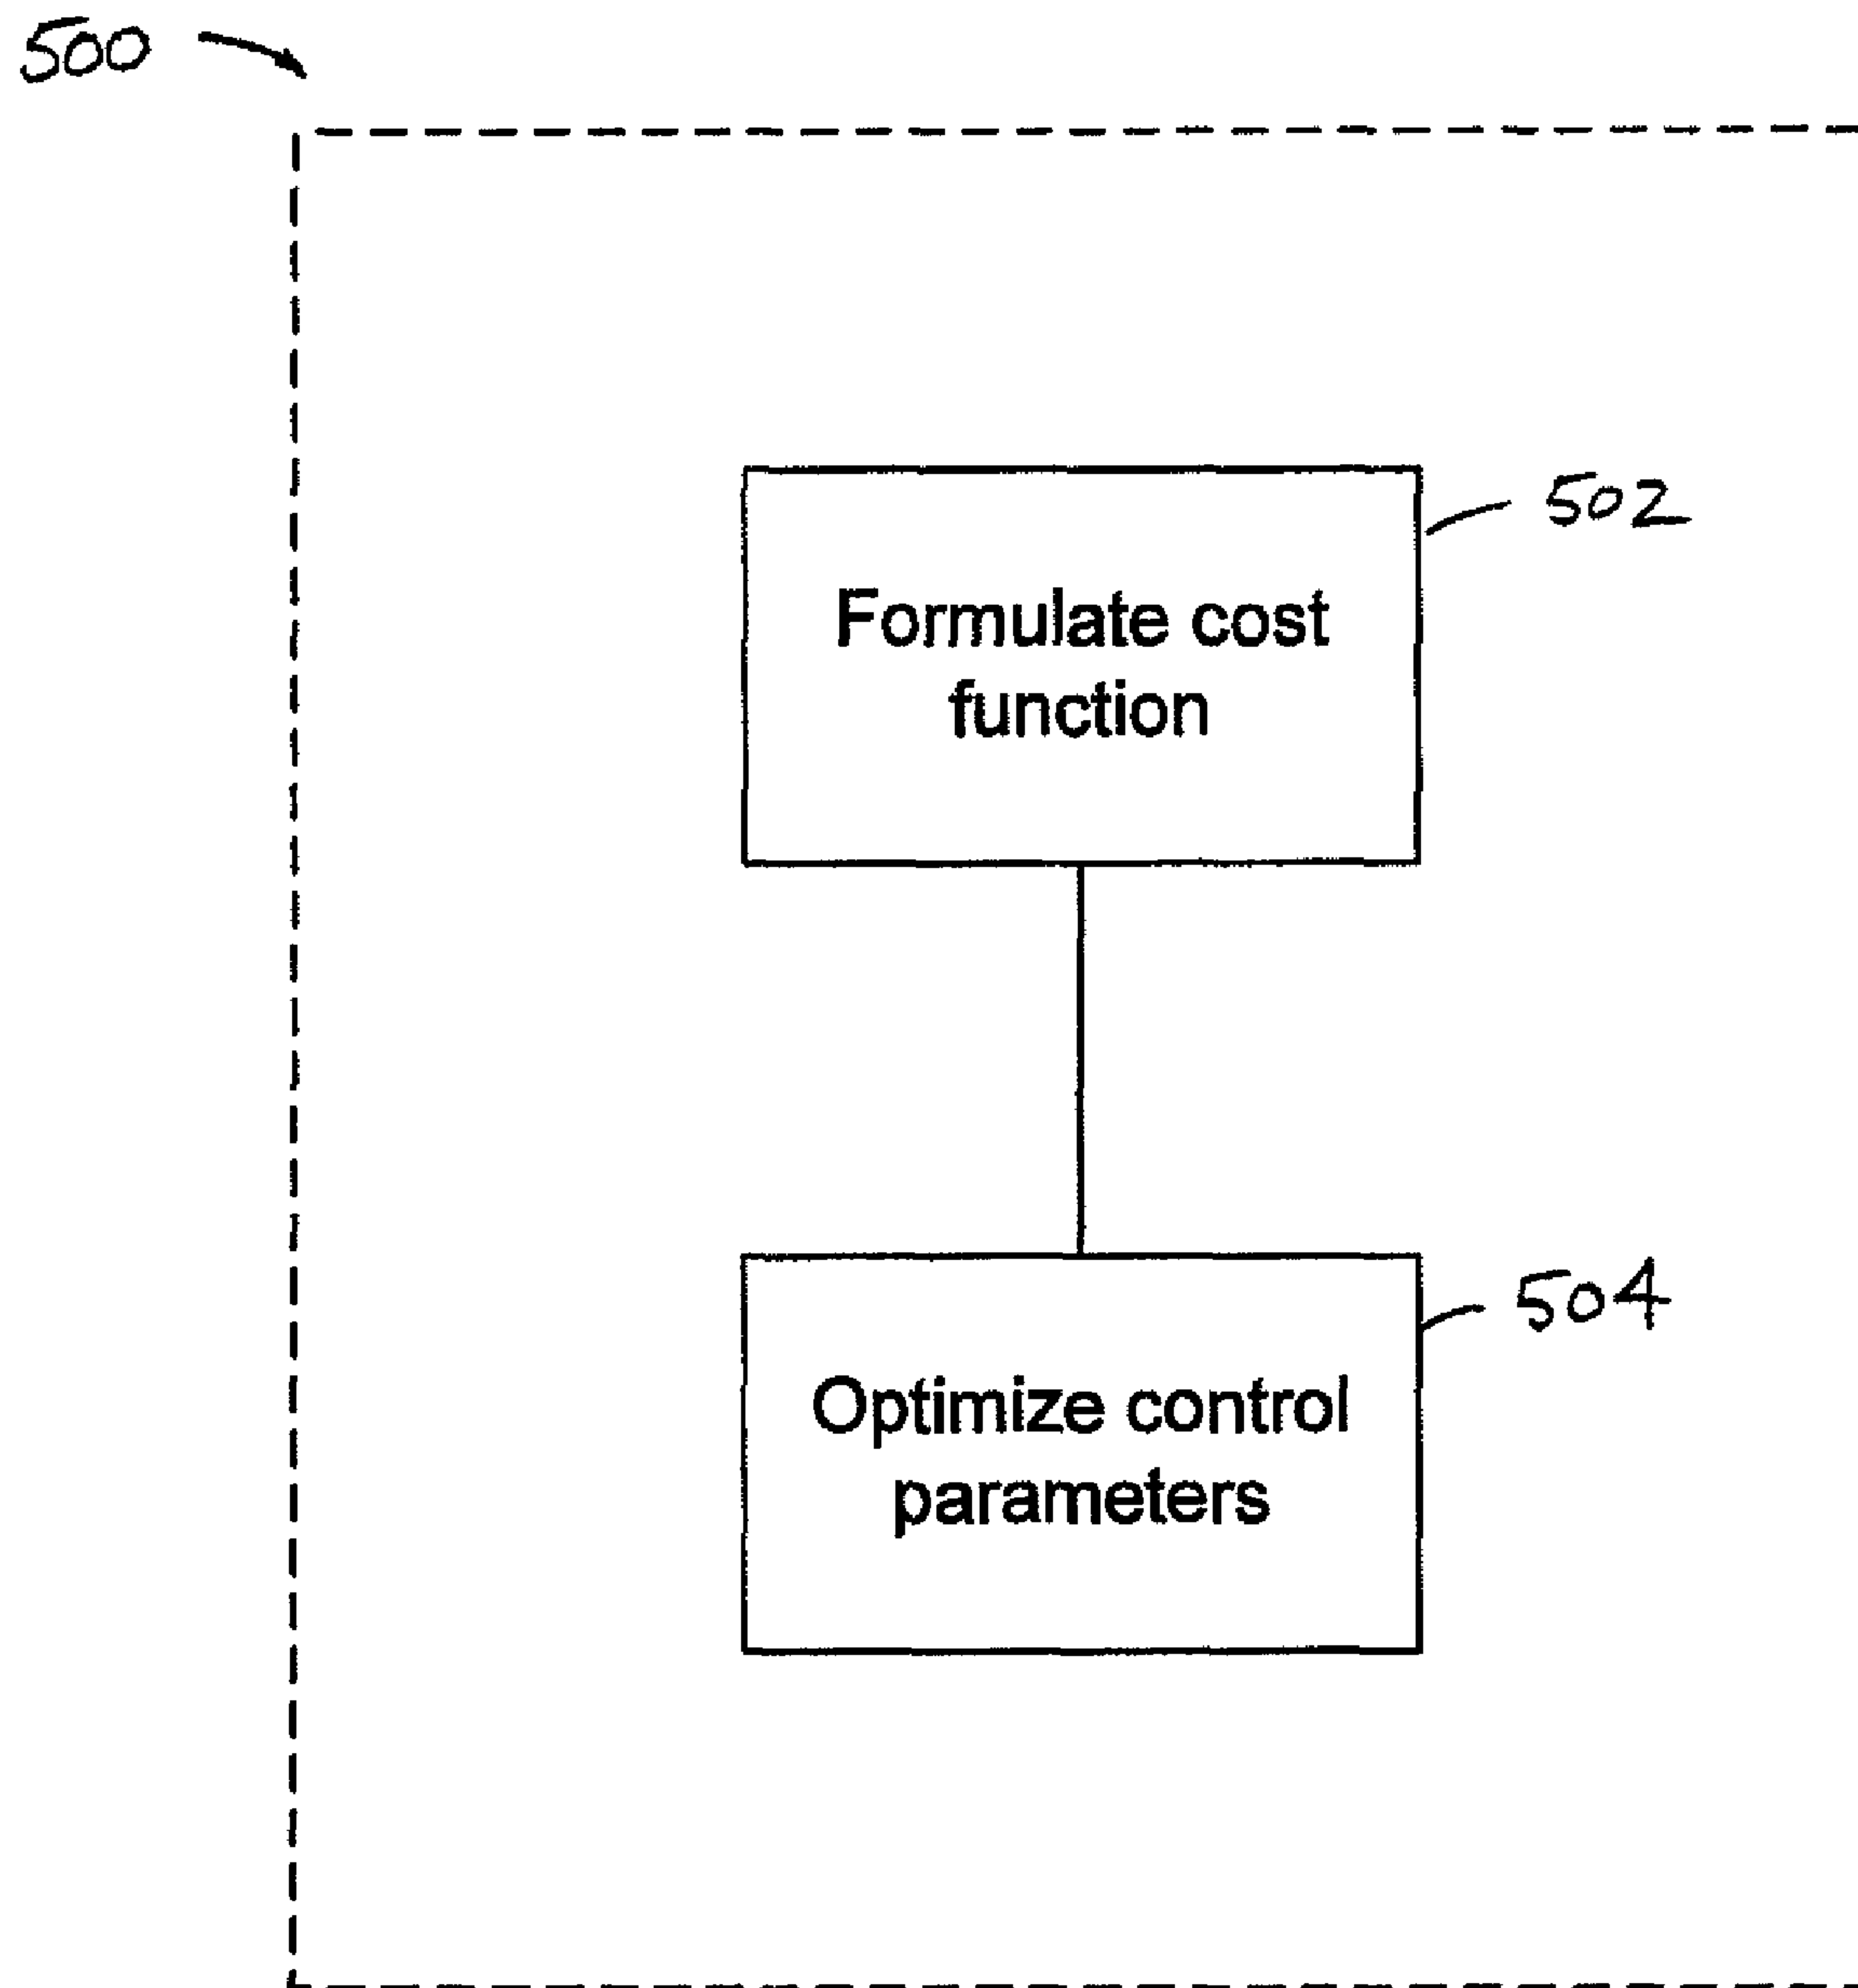 500
502
Formulate cost
function
504
Optimize control
parameters